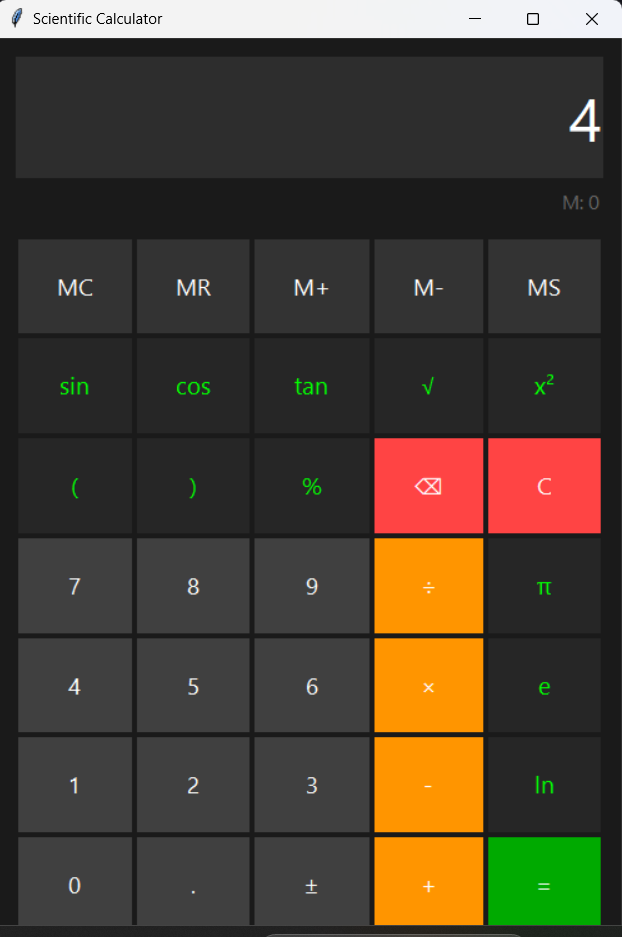 Scientific Calculator
4
M: 0
MC MR M+ M- MS
sin cos tan √ x²
( ) % ⌫ C
7 8 9 ÷ π
4 5 6 × e
1 2 3 - ln
0 . ± + =